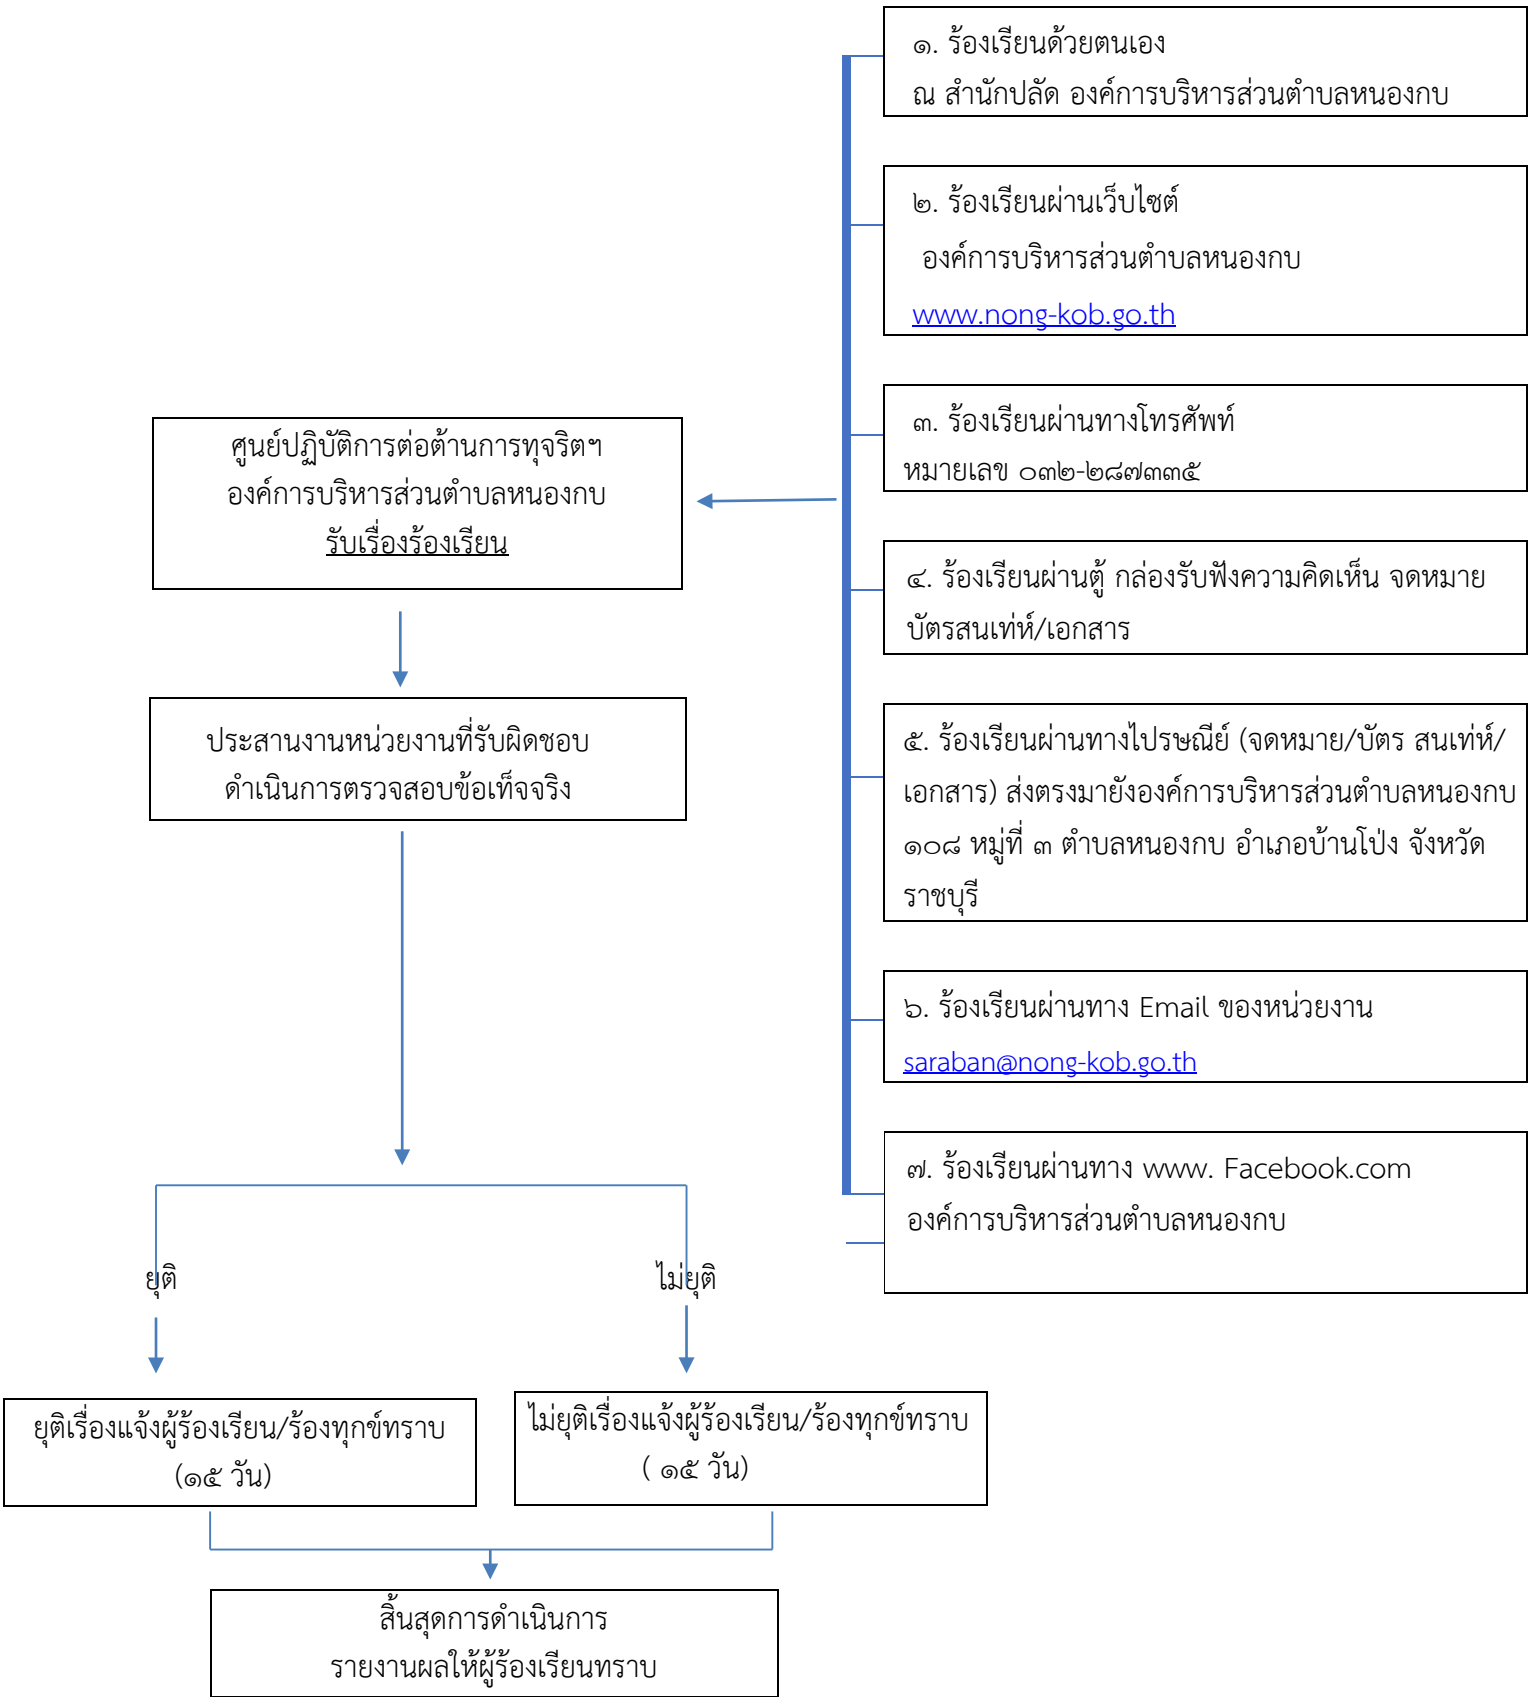 ๑. ร้องเรียนด้วยตนเอง
ณ สำนักปลัด องค์การบริหารส่วนตำบลหนองกบ
๒. ร้องเรียนผ่านเว็บไซต์
องค์การบริหารส่วนตำบลหนองกบ
www.nong-kob.go.th
๓. ร้องเรียนผ่านทางโทรศัพท์
หมายเลข ๐๓๒-๒๘๗๓๓๕
๔. ร้องเรียนผ่านตู้ กล่องรับฟังความคิดเห็น จดหมาย
บัตรสนเท่ห์/เอกสาร
๕. ร้องเรียนผ่านทางไปรษณีย์ (จดหมาย/บัตร สนเท่ห์/
เอกสาร) ส่งตรงมายังองค์การบริหารส่วนตำบลหนองกบ
๑๐๘ หมู่ที่ ๓ ตำบลหนองกบ อำเภอบ้านโป่ง จังหวัด
ราชบุรี
๖. ร้องเรียนผ่านทาง Email ของหน่วยงาน
saraban@nong-kob.go.th
๗. ร้องเรียนผ่านทาง www. Facebook.com
องค์การบริหารส่วนตำบลหนองกบ
ศูนย์ปฏิบัติการต่อต้านการทุจริตฯ
องค์การบริหารส่วนตำบลหนองกบ
รับเรื่องร้องเรียน
ประสานงานหน่วยงานที่รับผิดชอบ
ดำเนินการตรวจสอบข้อเท็จจริง
ยุติ
ไม่ยุติ
ยุติเรื่องแจ้งผู้ร้องเรียน/ร้องทุกข์ทราบ
(๑๕ วัน)
ไม่ยุติเรื่องแจ้งผู้ร้องเรียน/ร้องทุกข์ทราบ
( ๑๕ วัน)
สิ้นสุดการดำเนินการ
รายงานผลให้ผู้ร้องเรียนทราบ